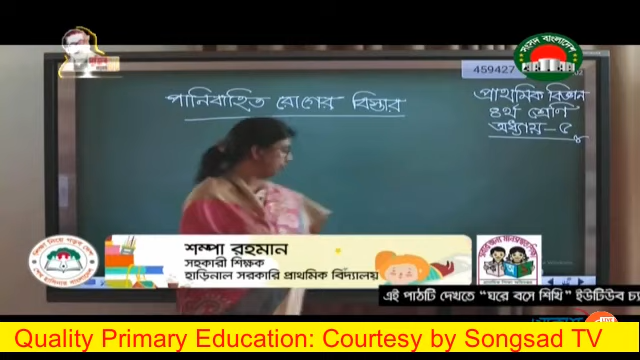 সংসদ বাংলাদেশ
459427
পানিবাহিত রোগের বিস্তার
প্রাথমিক বিজ্ঞান
৪র্থ শ্রেণি
অধ্যায় - ৫
শম্পা রহমান
সহকারী শিক্ষক
হাড়িনাল সরকারি প্রাথমিক বিদ্যালয়
এই পাঠটি দেখতে "ঘরে বসে শিখি" ইউটিউব চ্যা
LIVE
Quality Primary Education: Courtesy by Songsad TV